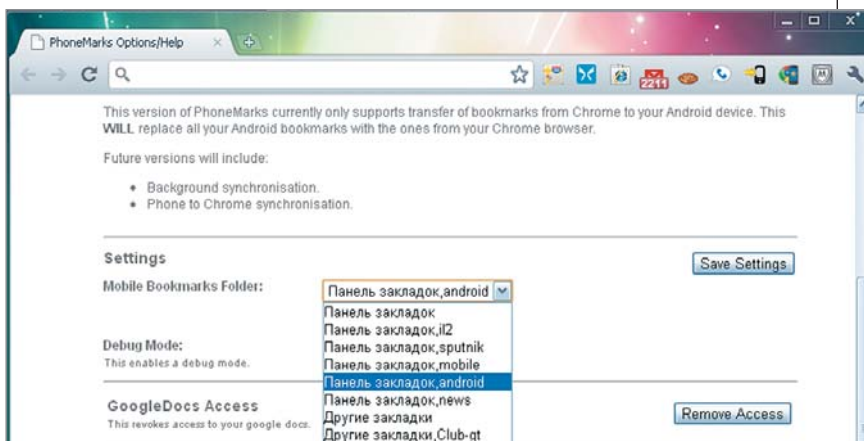 PhoneMarks Options/Help
2211
This version of PhoneMarks currently only supports transfer of bookmarks from Chrome to your Android device. This
WILL replace all your Android bookmarks with the ones from your Chrome browser.
Future versions will include:
Background synchronisation.
Phone to Chrome synchronisation.
Settings
Save Settings
Mobile Bookmarks Folder:
Панель закладок,android
Панель закладок
Панель закладок,il2
Debug Mode:
Панель закладок,sputnik
This enables a debug mode.
Панель закладок,mobile
Панель закладок,android
Панель закладок,news
GoogleDocs Access
Remove Access
Другие закладки
This revokes access to your google docs.
Другие закладки,Club-gt